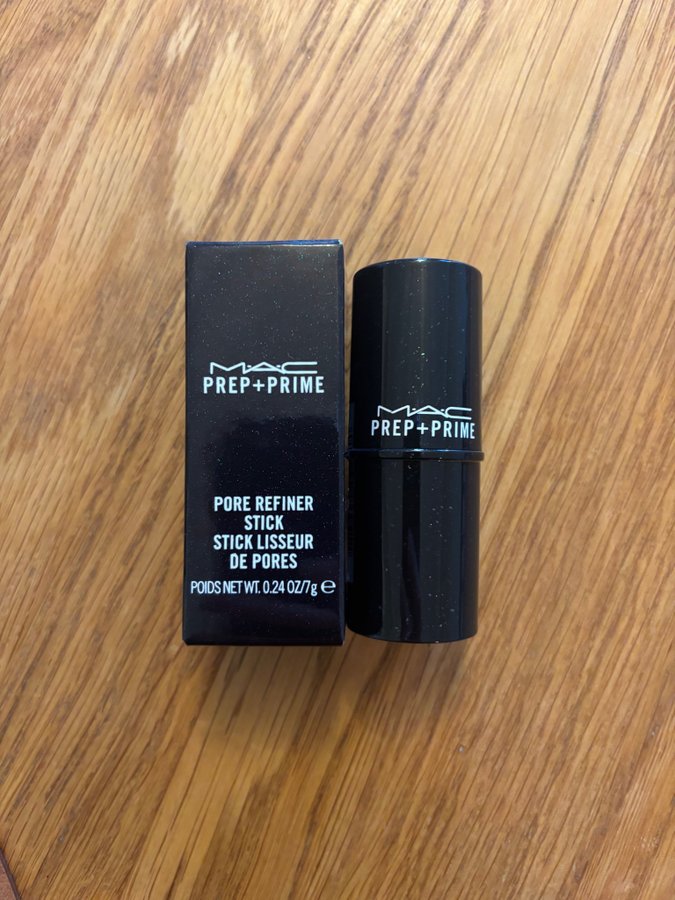 MAC
PREP+PRIME
PORE REFINER
STICK
STICK LISSEUR
DE PORES
POIDS NET WT. 0.24 OZ/7g ℮
MAC
PREP+PRIME